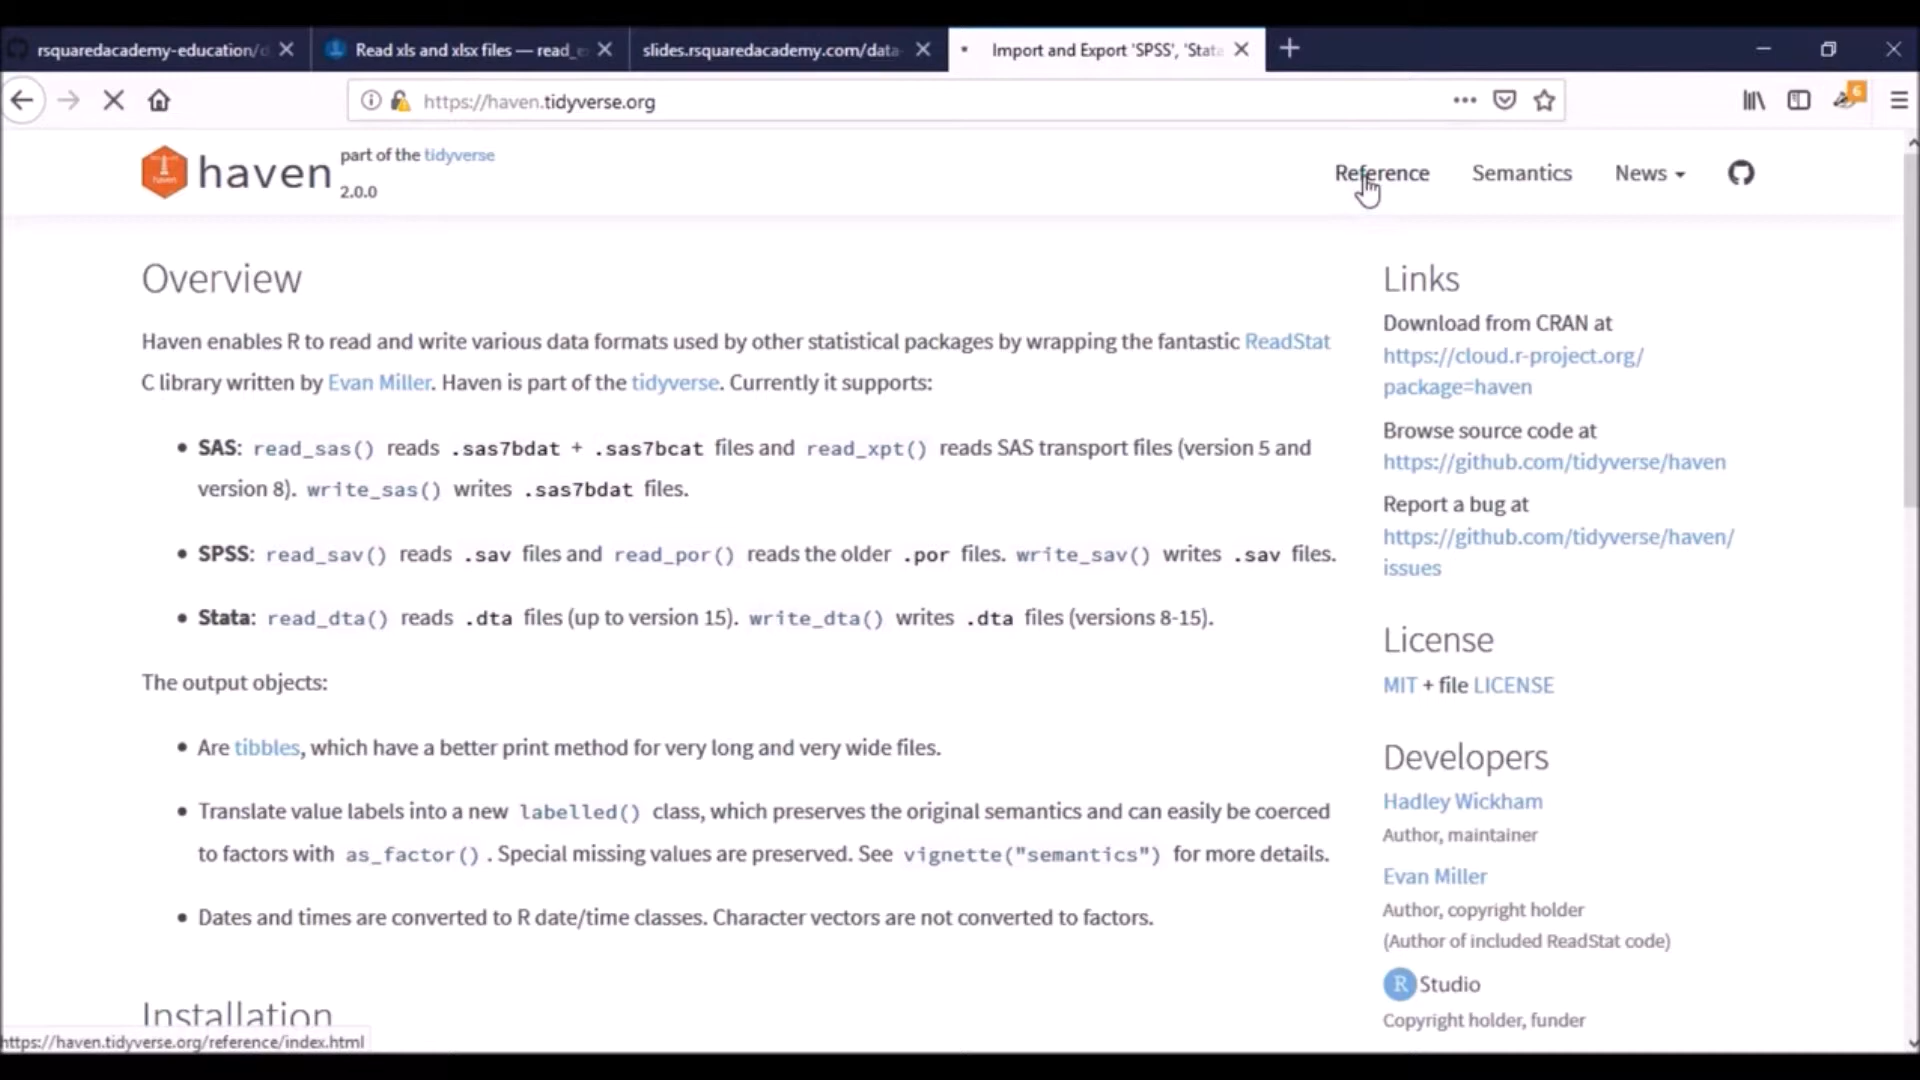 rsquaredacademy-education/d
Read xls and xlsx files — read_e
slides.rsquaredacademy.com/data-
Import and Export 'SPSS', 'Stata
https://haven.tidyverse.org
6
haven
part of the tidyverse
2.0.0
Reference
Semantics
News
Overview
Haven enables R to read and write various data formats used by other statistical packages by wrapping the fantastic ReadStat
C library written by Evan Miller. Haven is part of the tidyverse. Currently it supports:
• SAS: read_sas() reads .sas7bdat + .sas7bcat files and read_xpt() reads SAS transport files (version 5 and
version 8). write_sas() writes .sas7bdat files.
• SPSS: read_sav() reads .sav files and read_por() reads the older .por files. write_sav() writes .sav files.
• Stata: read_dta() reads .dta files (up to version 15). write_dta() writes .dta files (versions 8-15).
The output objects:
• Are tibbles, which have a better print method for very long and very wide files.
• Translate value labels into a new labelled() class, which preserves the original semantics and can easily be coerced
to factors with as_factor(). Special missing values are preserved. See vignette("semantics") for more details.
• Dates and times are converted to R date/time classes. Character vectors are not converted to factors.
Installation
Links
Download from CRAN at
https://cloud.r-project.org/
package=haven
Browse source code at
https://github.com/tidyverse/haven
Report a bug at
https://github.com/tidyverse/haven/
issues
License
MIT + file LICENSE
Developers
Hadley Wickham
Author, maintainer
Evan Miller
Author, copyright holder
(Author of included ReadStat code)
R Studio
Copyright holder, funder
https://haven.tidyverse.org/reference/index.html